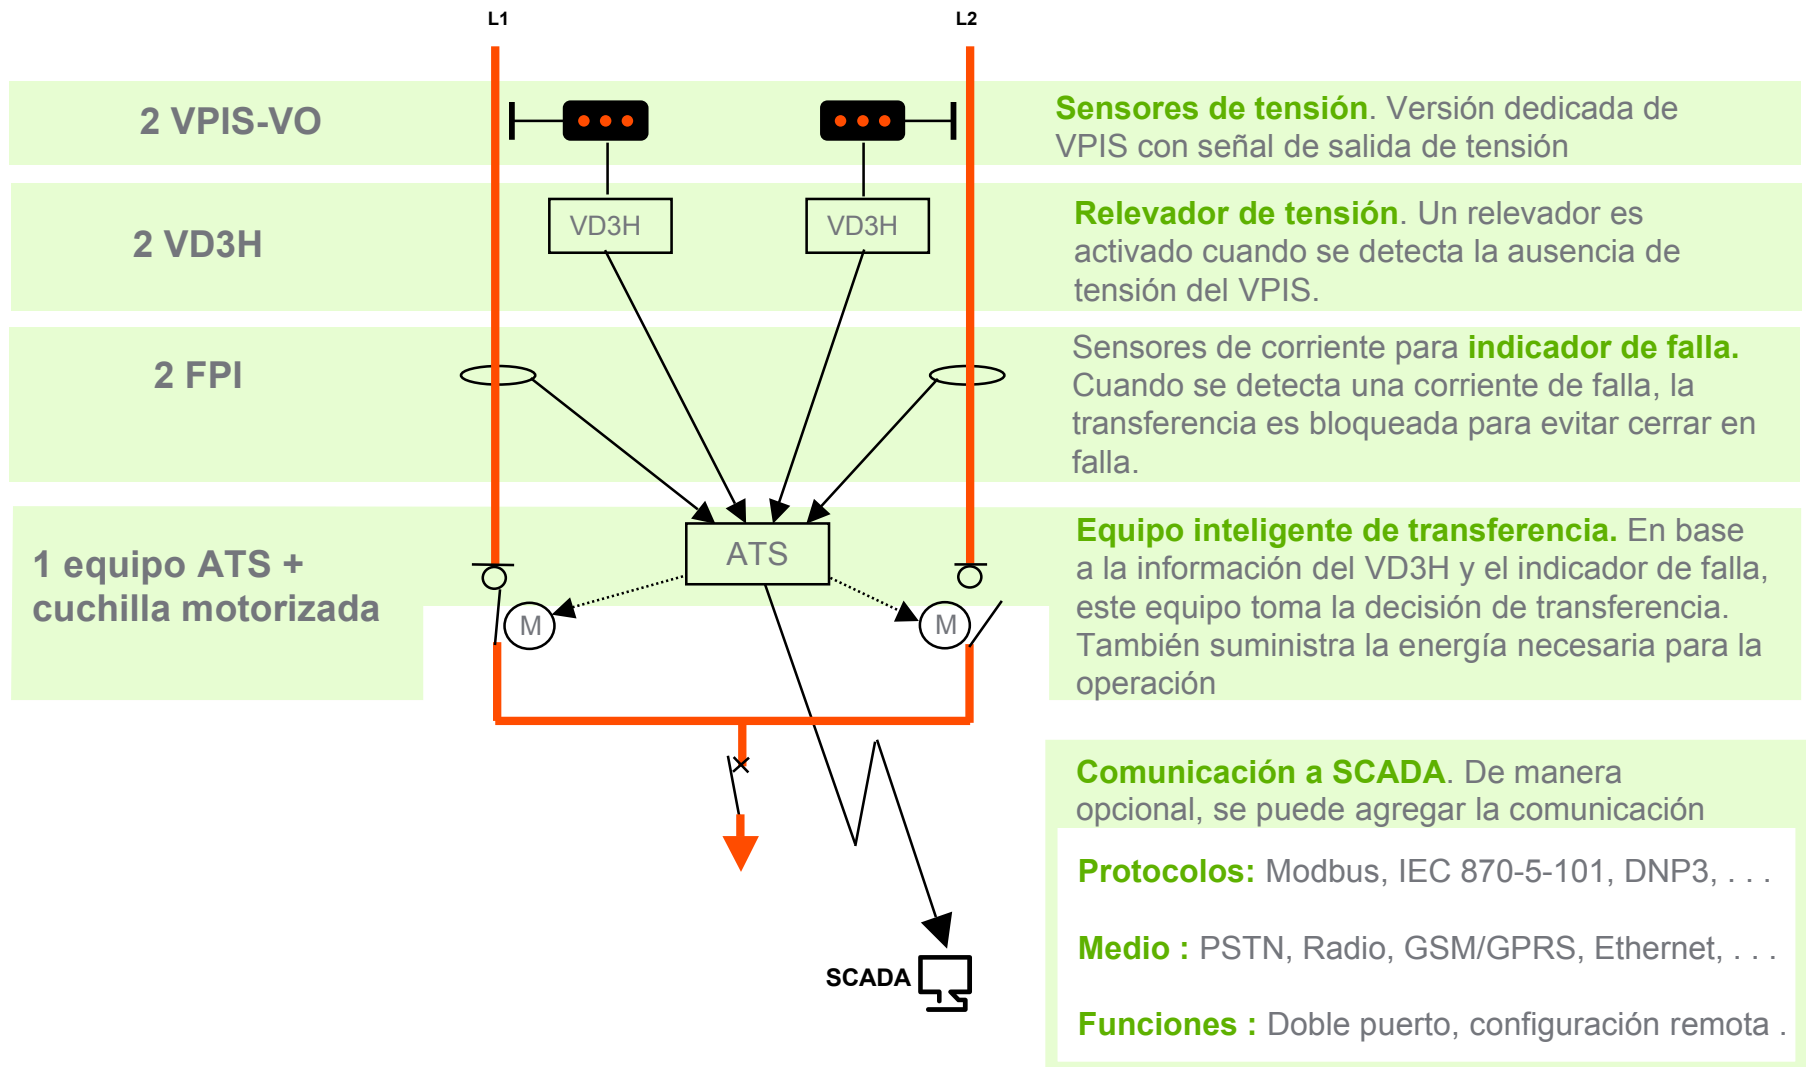 L1
L2
2 VPIS-VO
Sensores de tensión. Versión dedicada de
VPIS con señal de salida de tensión
2 VD3H
VD3H
VD3H
Relevador de tensión. Un relevador es
activado cuando se detecta la ausencia de
tensión del VPIS.
2 FPI
Sensores de corriente para indicador de falla.
Cuando se detecta una corriente de falla, la
transferencia es bloqueada para evitar cerrar en
falla.
1 equipo ATS +
cuchilla motorizada
ATS
M
M
Equipo inteligente de transferencia. En base
a la información del VD3H y el indicador de falla,
este equipo toma la decisión de transferencia.
También suministra la energía necesaria para la
operación
Comunicación a SCADA. De manera
opcional, se puede agregar la comunicación
Protocolos: Modbus, IEC 870-5-101, DNP3, . . .
Medio : PSTN, Radio, GSM/GPRS, Ethernet, . . .
Funciones : Doble puerto, configuración remota .
SCADA